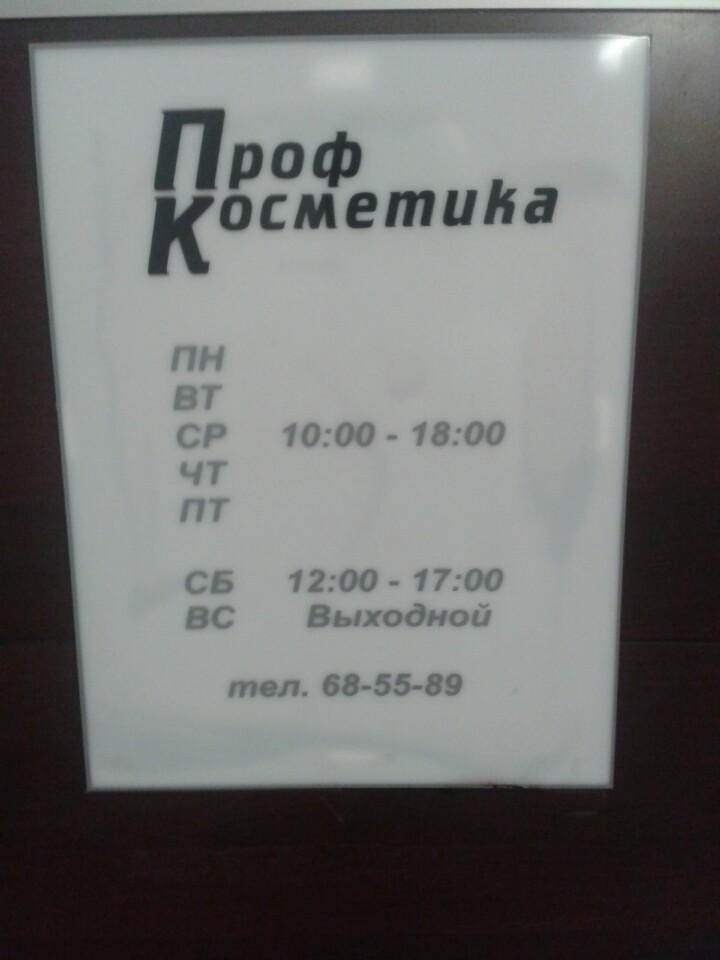 Проф
Косметика
ПН
ВТ
СР 10:00 - 18:00
ЧТ
ПТ
СБ 12:00 - 17:00
ВС Выходной
тел. 68-55-89